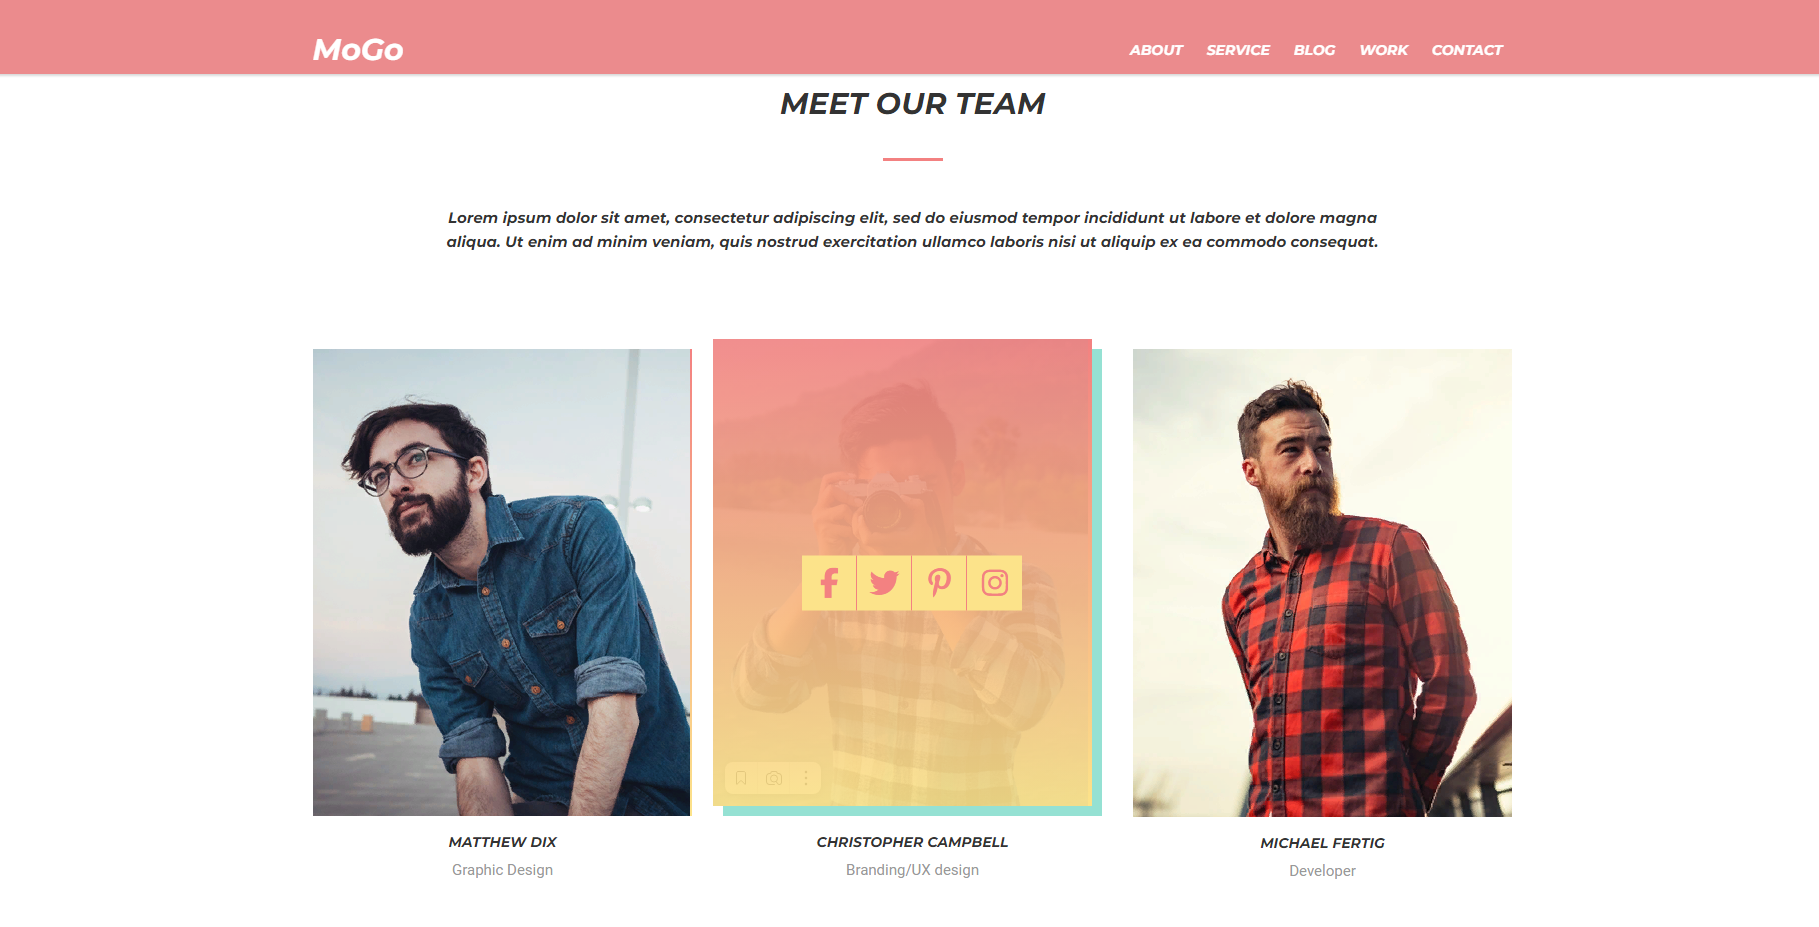 MoGo
ABOUT SERVICE BLOG WORK CONTACT
MEET OUR TEAM
Lorem ipsum dolor sit amet, consectetur adipiscing elit, sed do eiusmod tempor incididunt ut labore et dolore magna
aliqua. Ut enim ad minim veniam, quis nostrud exercitation ullamco laboris nisi ut aliquip ex ea commodo consequat.
MATTHEW DIX
Graphic Design
CHRISTOPHER CAMPBELL
Branding/UX design
MICHAEL FERTIG
Developer